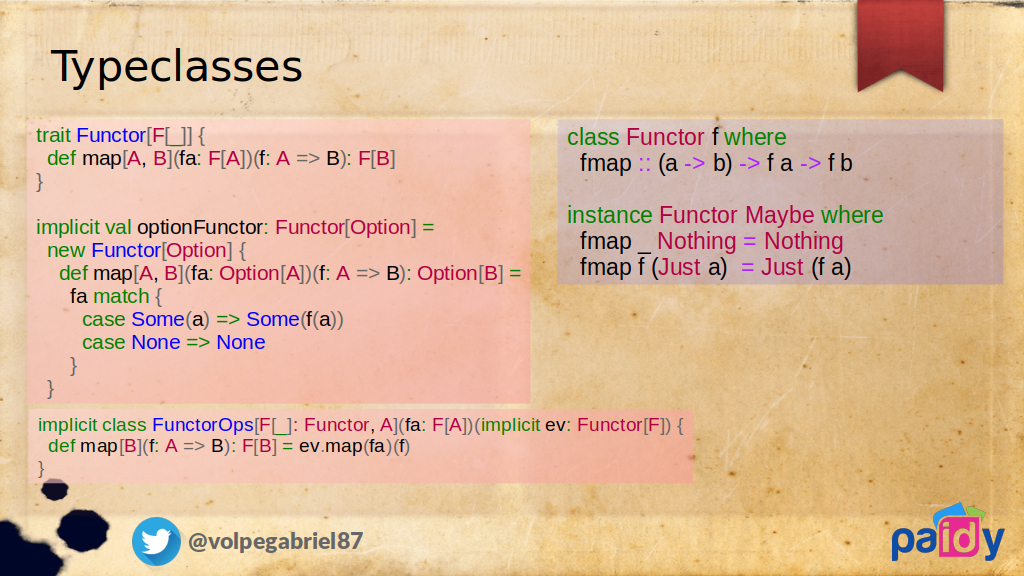 Typeclasses
trait Functor[F[_]] {
  def map[A, B](fa: F[A])(f: A => B): F[B]
}
implicit val optionFunctor: Functor[Option] =
  new Functor[Option] {
    def map[A, B](fa: Option[A])(f: A => B): Option[B] =
      fa match {
        case Some(a) => Some(f(a))
        case None => None
      }
  }
implicit class FunctorOps[F[_]: Functor, A](fa: F[A])(implicit ev: Functor[F]) {
  def map[B](f: A => B): F[B] = ev.map(fa)(f)
}
class Functor f where
  fmap :: (a -> b) -> f a -> f b
instance Functor Maybe where
  fmap _ Nothing = Nothing
  fmap f (Just a)  = Just (f a)
@volpegabriel87
paidy